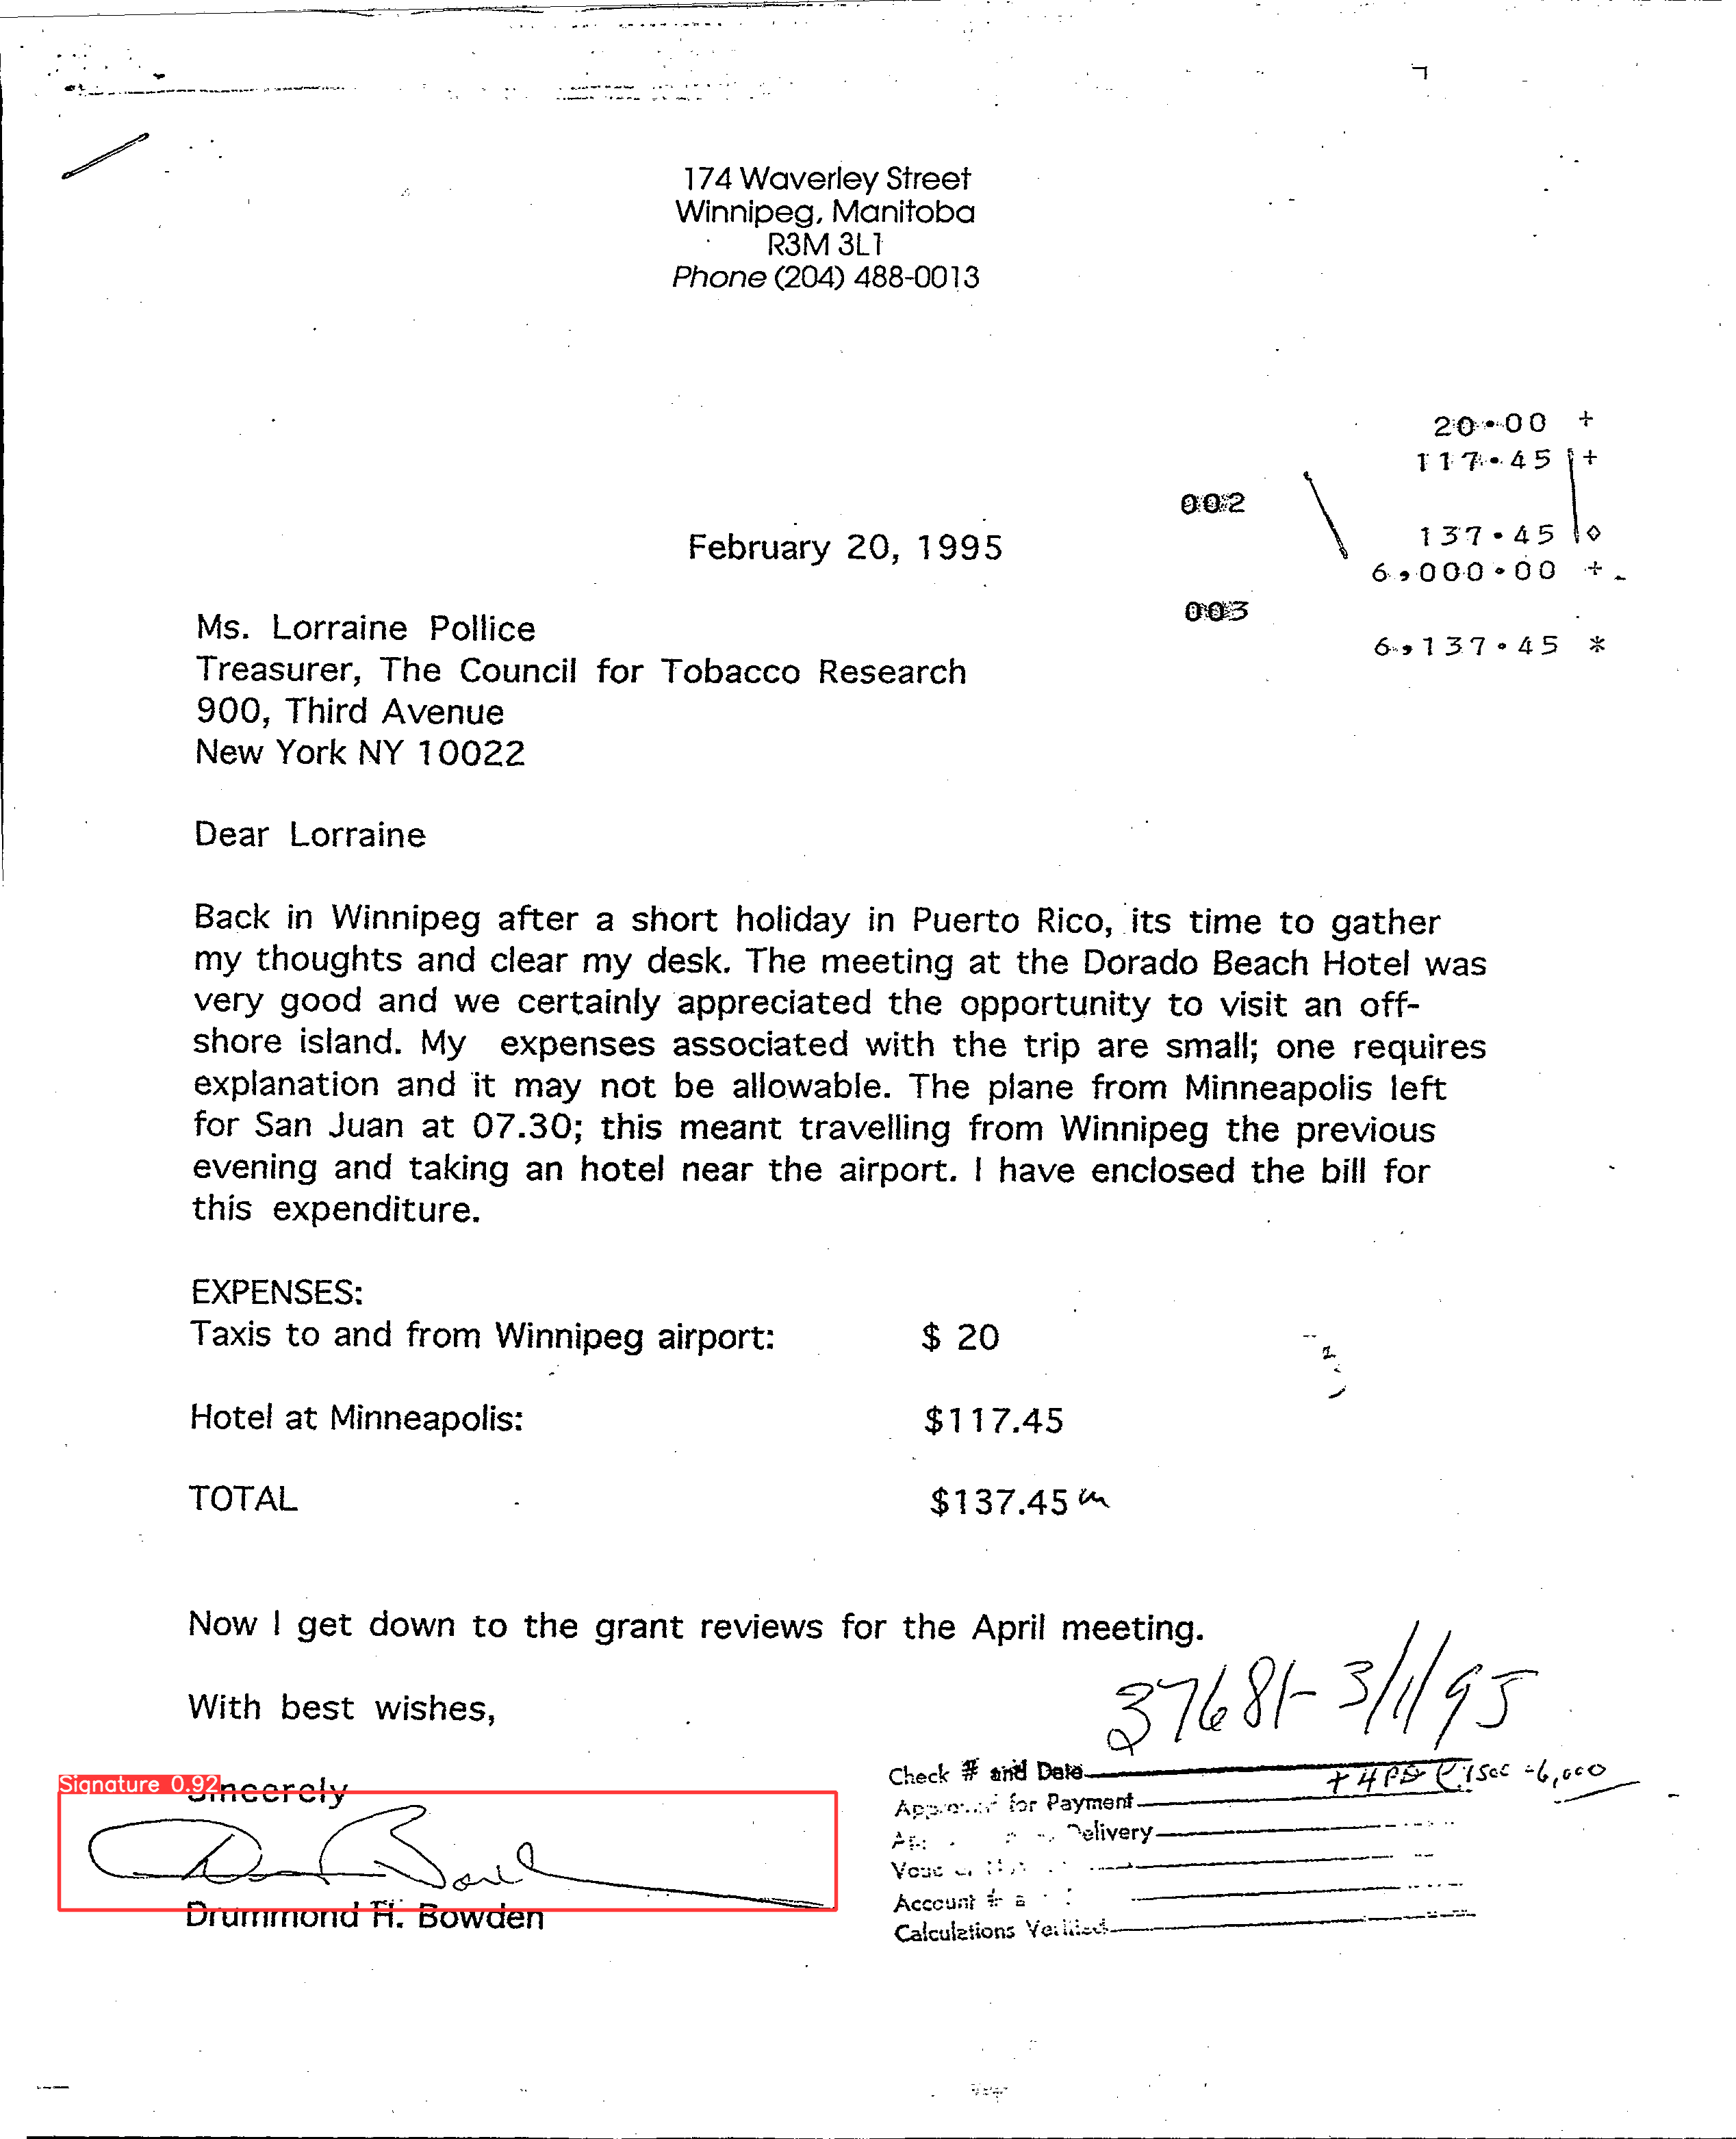 174 Waverley Street
Winnipeg, Manitoba
R3M 3L1
Phone (204) 488-0013
20.00 +
117.45 +
002
137.45 ◊
6,000.00 +
003
6,137.45 *
February 20, 1995
Ms. Lorraine Pollice
Treasurer, The Council for Tobacco Research
900, Third Avenue
New York NY 10022
Dear Lorraine
Back in Winnipeg after a short holiday in Puerto Rico, its time to gather
my thoughts and clear my desk. The meeting at the Dorado Beach Hotel was
very good and we certainly appreciated the opportunity to visit an off-
shore island. My expenses associated with the trip are small; one requires
explanation and it may not be allowable. The plane from Minneapolis left
for San Juan at 07.30; this meant travelling from Winnipeg the previous
evening and taking an hotel near the airport. I have enclosed the bill for
this expenditure.
EXPENSES:
Taxis to and from Winnipeg airport: $ 20
Hotel at Minneapolis: $117.45
TOTAL $137.45
Now I get down to the grant reviews for the April meeting.
With best wishes,
37681- 3/1/95
Signature 0.92
Sincerely
Drummond H. Bowden
Check # and Date
6,000
for Payment
Delivery
Account #
Calculations Verified